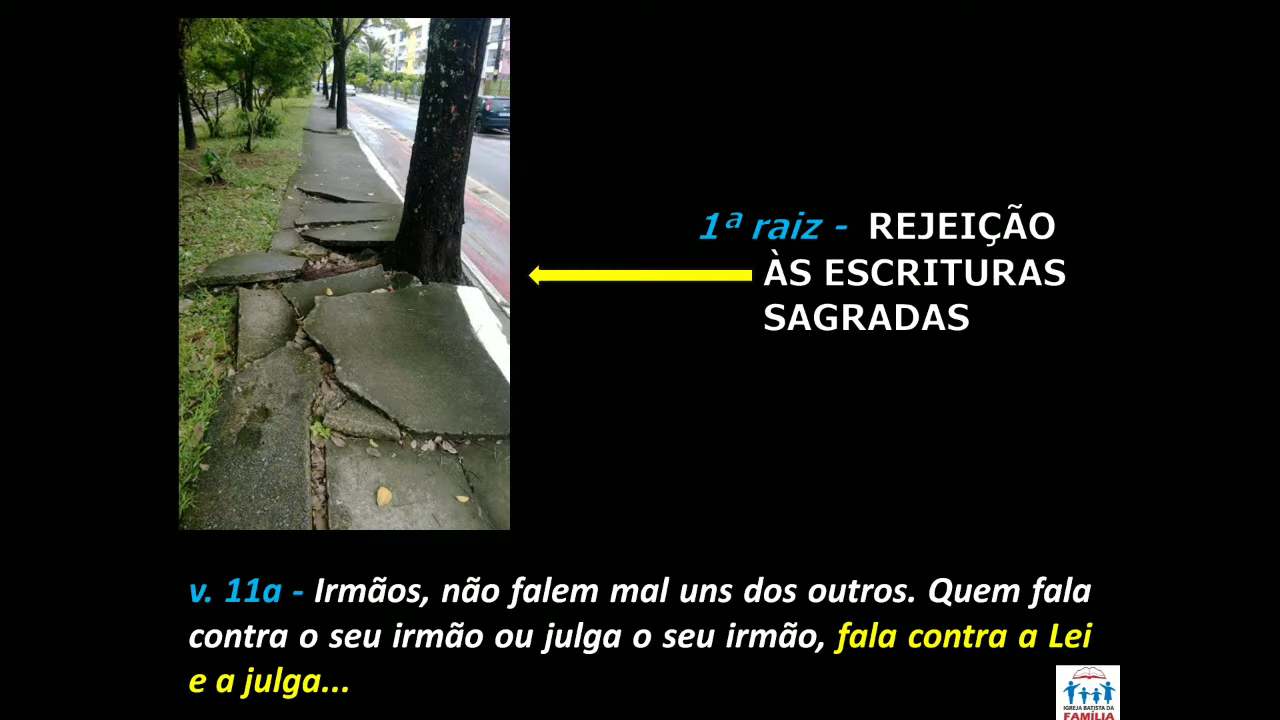 1ª raiz - REJEIÇÃO
ÀS ESCRITURAS
SAGRADAS
v. 11a - Irmãos, não falem mal uns dos outros. Quem fala
contra o seu irmão ou julga o seu irmão, fala contra a Lei
e a julga...
IGREJA BATISTA DA
FAMÍLIA